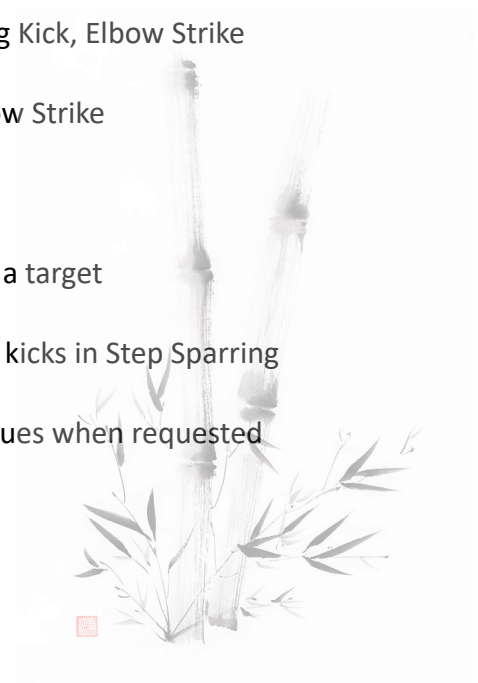 g Kick, Elbow Strike
w Strike
a target
kicks in Step Sparring
ues when requested